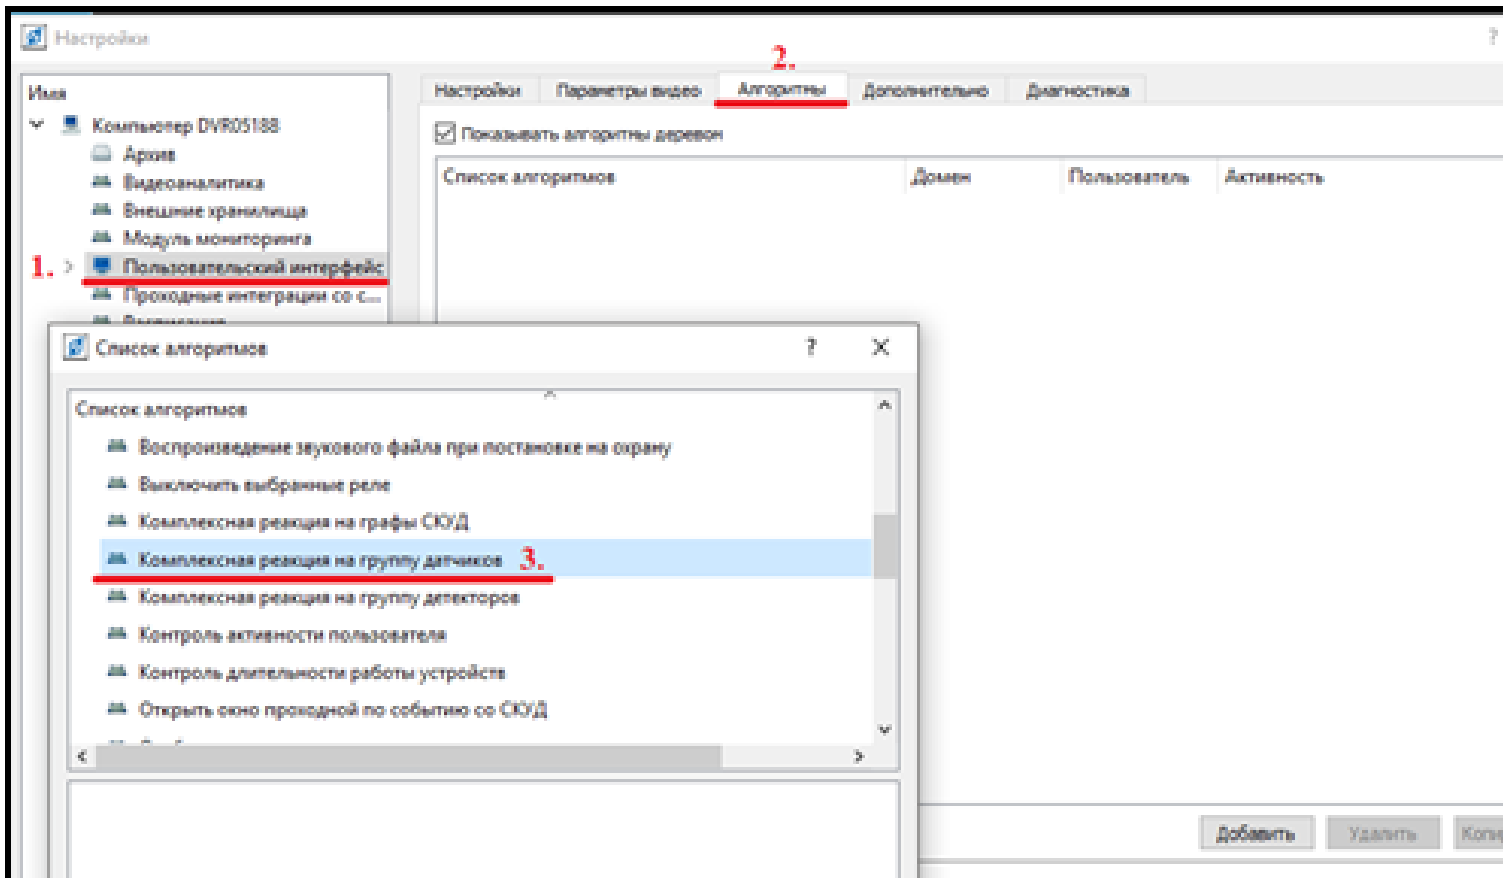 Настройки
?
2.
Имя
Настройки Параметры видео Алгоритмы Дополнительно Диагностика
Компьютер DVR05188
Показывать алгоритмы деревом
Архив
Список алгоритмов Домен Пользователь Активность
Видеоаналитика
Внешние хранилища
Модуль мониторинга
1. Пользовательский интерфейс
Проходные интеграции со с...
Расписания
Список алгоритмов
?
Список алгоритмов
Воспроизведение звукового файла при постановке на охрану
Выключить выбранные реле
Комплексная реакция на графы СКУД
Комплексная реакция на группу датчиков 3.
Комплексная реакция на группу детекторов
Контроль активности пользователя
Контроль длительности работы устройств
Открыть окно проходной по событию со СКУД
Добавить Удалить Копи